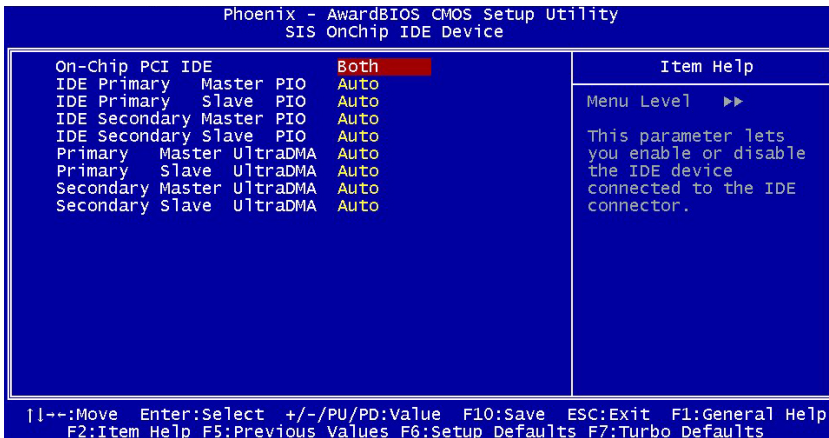 Phoenix - AwardBIOS CMOS Setup Utility
SIS OnChip IDE Device
On-Chip PCI IDE Both
IDE Primary Master PIO Auto
IDE Primary Slave PIO Auto
IDE Secondary Master PIO Auto
IDE Secondary Slave PIO Auto
Primary Master UltraDMA Auto
Primary Slave UltraDMA Auto
Secondary Master UltraDMA Auto
Secondary Slave UltraDMA Auto
Item Help
Menu Level ▶▶
This parameter lets
you enable or disable
the IDE device
connected to the IDE
connector.
↑↓→←:Move Enter:Select +/-/PU/PD:Value F10:Save ESC:Exit F1:General Help
F2:Item Help F5:Previous Values F6:Setup Defaults F7:Turbo Defaults